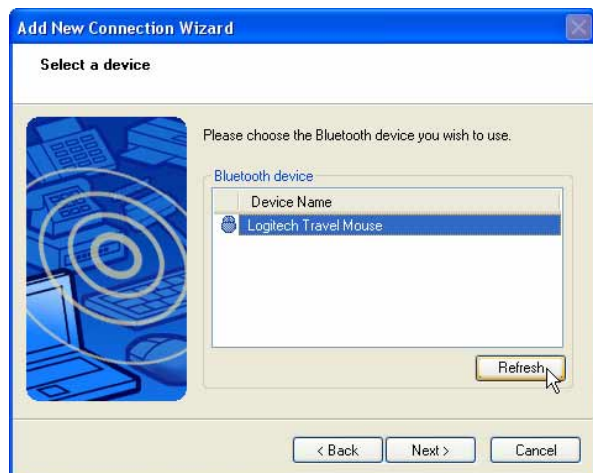 Add New Connection Wizard
Select a device
Please choose the Bluetooth device you wish to use.
Bluetooth device
Device Name
Logitech Travel Mouse
Refresh
< Back
Next >
Cancel